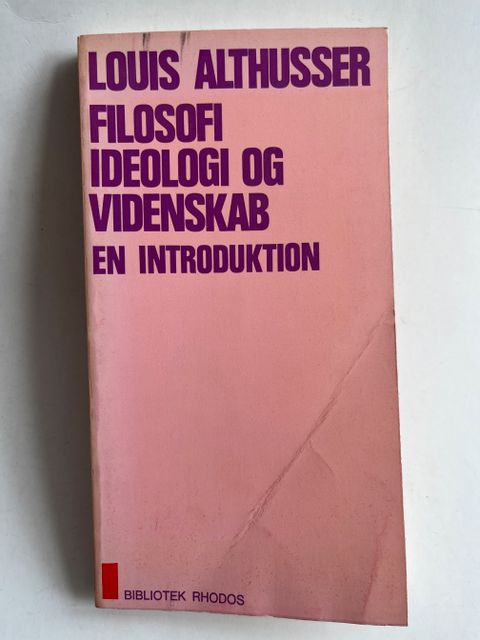 LOUIS ALTHUSSER
FILOSOFI
IDEOLOGI OG
VIDENSKAB
EN INTRODUKTION
BIBLIOTEK RHODOS